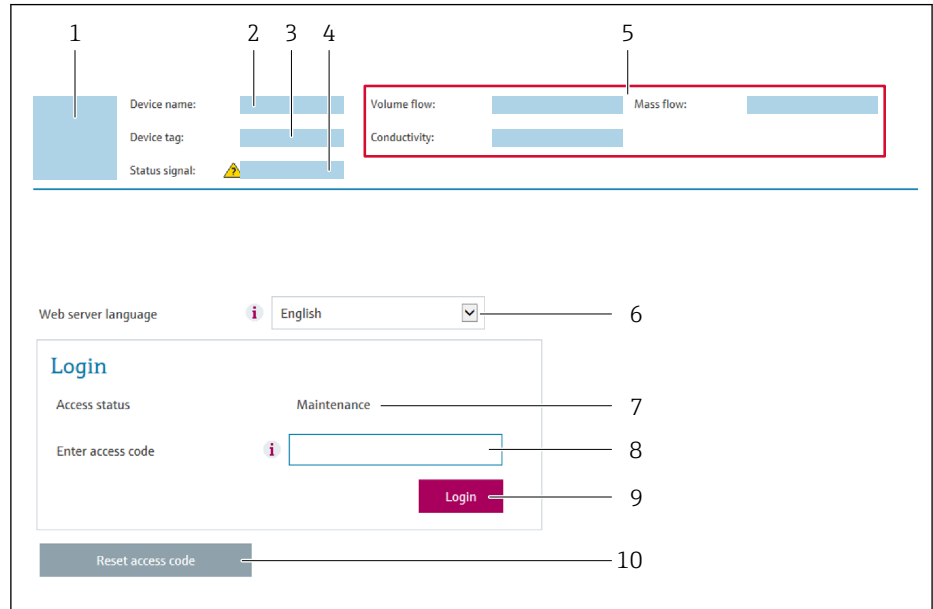 1 2 3 4 5
Device name: Volume flow: Mass flow:
Device tag: Conductivity:
Status signal: ?
Web server language i English 6
Login
Access status Maintenance 7
Enter access code i 8
Login 9
Reset access code 10